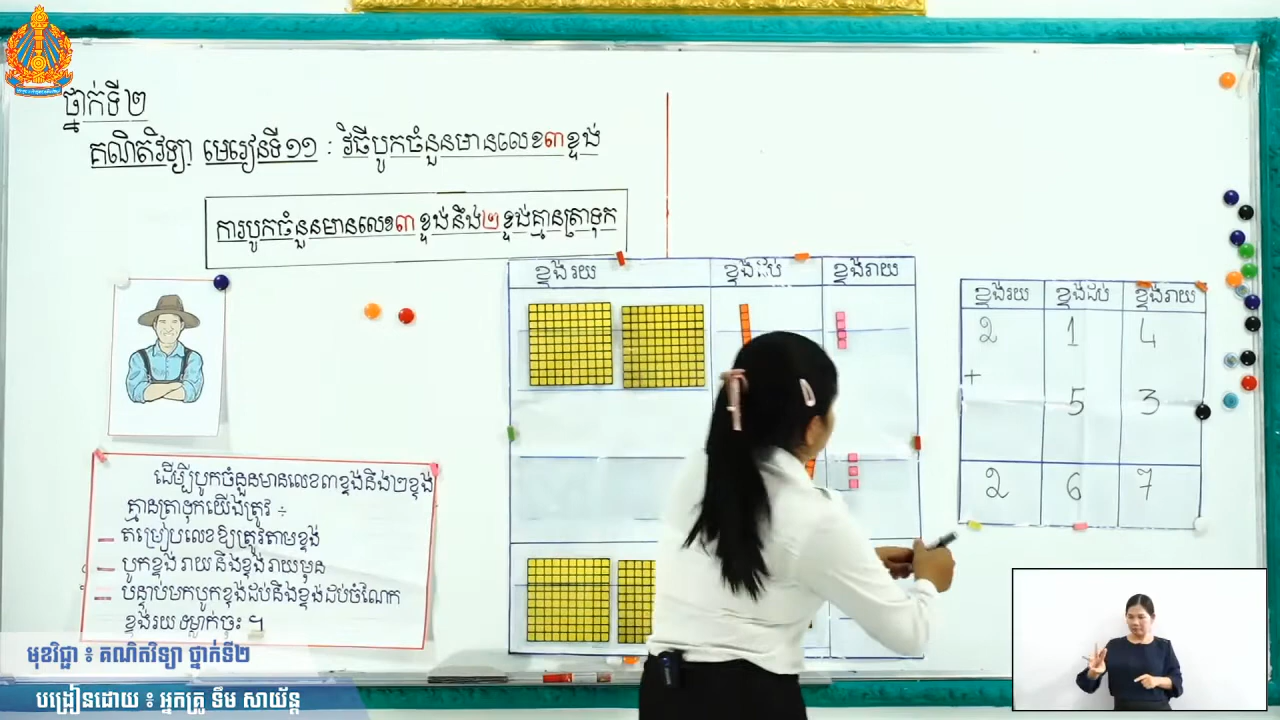 ថ្នាក់ទី២
គណិតវិទ្យា មេរៀនទី១១ : វិធីបូកចំនួនមានលេខ៣ខ្ទង់
ការបូកចំនួនមានលេខ៣ខ្ទង់នឹង២ខ្ទង់គ្មានត្រាទុក
ខ្ទង់រយ ខ្ទង់ដប់ ខ្ទង់រាយ
ខ្ទង់រយ ខ្ទង់ដប់ ខ្ទង់រាយ
2 1 4
+
5 3
2 6 7
ដើម្បីបូកចំនួនមានលេខ៣ខ្ទង់នឹង២ខ្ទង់
គ្មានត្រាទុកយើងត្រូវ ÷
– តម្រៀបលេខឱ្យត្រូវតាមខ្ទង់
– បូកខ្ទង់រាយនឹងខ្ទង់រាយមុន
– បន្ទាប់មកបូកខ្ទង់ដប់នឹងខ្ទង់ដប់ចំណែក
ខ្ទង់រយទម្លាក់ចុះ ។
មុខវិជ្ជា ៖ គណិតវិទ្យា ថ្នាក់ទី២
បង្រៀនដោយ ៖ អ្នកគ្រូ ទឹម សាយ័ន្ត